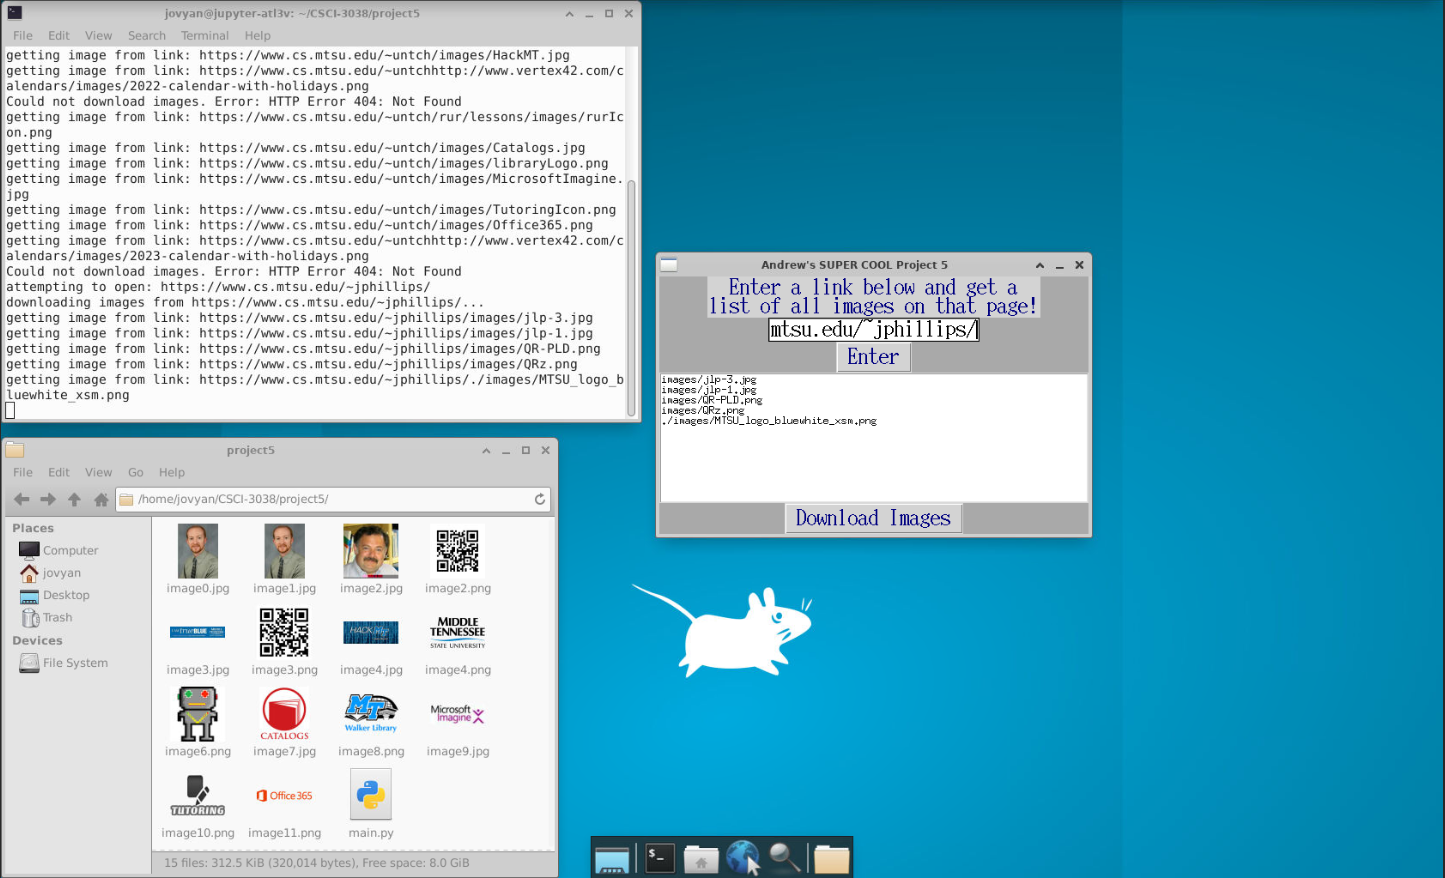 jovyan@jupyter-atl3v: ~/CSCI-3038/project5
File Edit View Search Terminal Help
getting image from link: https://www.cs.mtsu.edu/~untch/images/HackMT.jpg
getting image from link: https://www.cs.mtsu.edu/~untchhttp://www.vertex42.com/c
alendars/images/2022-calendar-with-holidays.png
Could not download images. Error: HTTP Error 404: Not Found
getting image from link: https://www.cs.mtsu.edu/~untch/rur/lessons/images/rurIc
on.png
getting image from link: https://www.cs.mtsu.edu/~untch/images/Catalogs.jpg
getting image from link: https://www.cs.mtsu.edu/~untch/images/libraryLogo.png
getting image from link: https://www.cs.mtsu.edu/~untch/images/MicrosoftImagine.
jpg
getting image from link: https://www.cs.mtsu.edu/~untch/images/TutoringIcon.png
getting image from link: https://www.cs.mtsu.edu/~untch/images/Office365.png
getting image from link: https://www.cs.mtsu.edu/~untchhttp://www.vertex42.com/c
alendars/images/2023-calendar-with-holidays.png
Could not download images. Error: HTTP Error 404: Not Found
attempting to open: https://www.cs.mtsu.edu/~jphillips/
downloading images from https://www.cs.mtsu.edu/~jphillips/...
getting image from link: https://www.cs.mtsu.edu/~jphillips/images/jlp-3.jpg
getting image from link: https://www.cs.mtsu.edu/~jphillips/images/jlp-1.jpg
getting image from link: https://www.cs.mtsu.edu/~jphillips/images/QR-PLD.png
getting image from link: https://www.cs.mtsu.edu/~jphillips/images/QRz.png
getting image from link: https://www.cs.mtsu.edu/~jphillips/./images/MTSU_logo_b
luewhite_xsm.png
Andrew's SUPER COOL Project 5
Enter a link below and get a
list of all images on that page!
mtsu.edu/~jphillips/
Enter
images/jlp-3.jpg
images/jlp-1.jpg
images/QR-PLD.png
images/QRz.png
./images/MTSU_logo_bluewhite_xsm.png
Download Images
project5
File Edit View Go Help
/home/jovyan/CSCI-3038/project5/
Places
Computer
jovyan
Desktop
Trash
Devices
File System
image0.jpg image1.jpg image2.jpg image2.png
HACK
MIDDLE
TENNESSEE
STATE UNIVERSITY
image3.jpg image3.png image4.jpg image4.png
CATALOGS
MT
Walker Library
Microsoft
Imagine
image6.png image7.jpg image8.png image9.jpg
TUTORING
Office 365
image10.png image11.png main.py
15 files: 312.5 KiB (320,014 bytes), Free space: 8.0 GiB